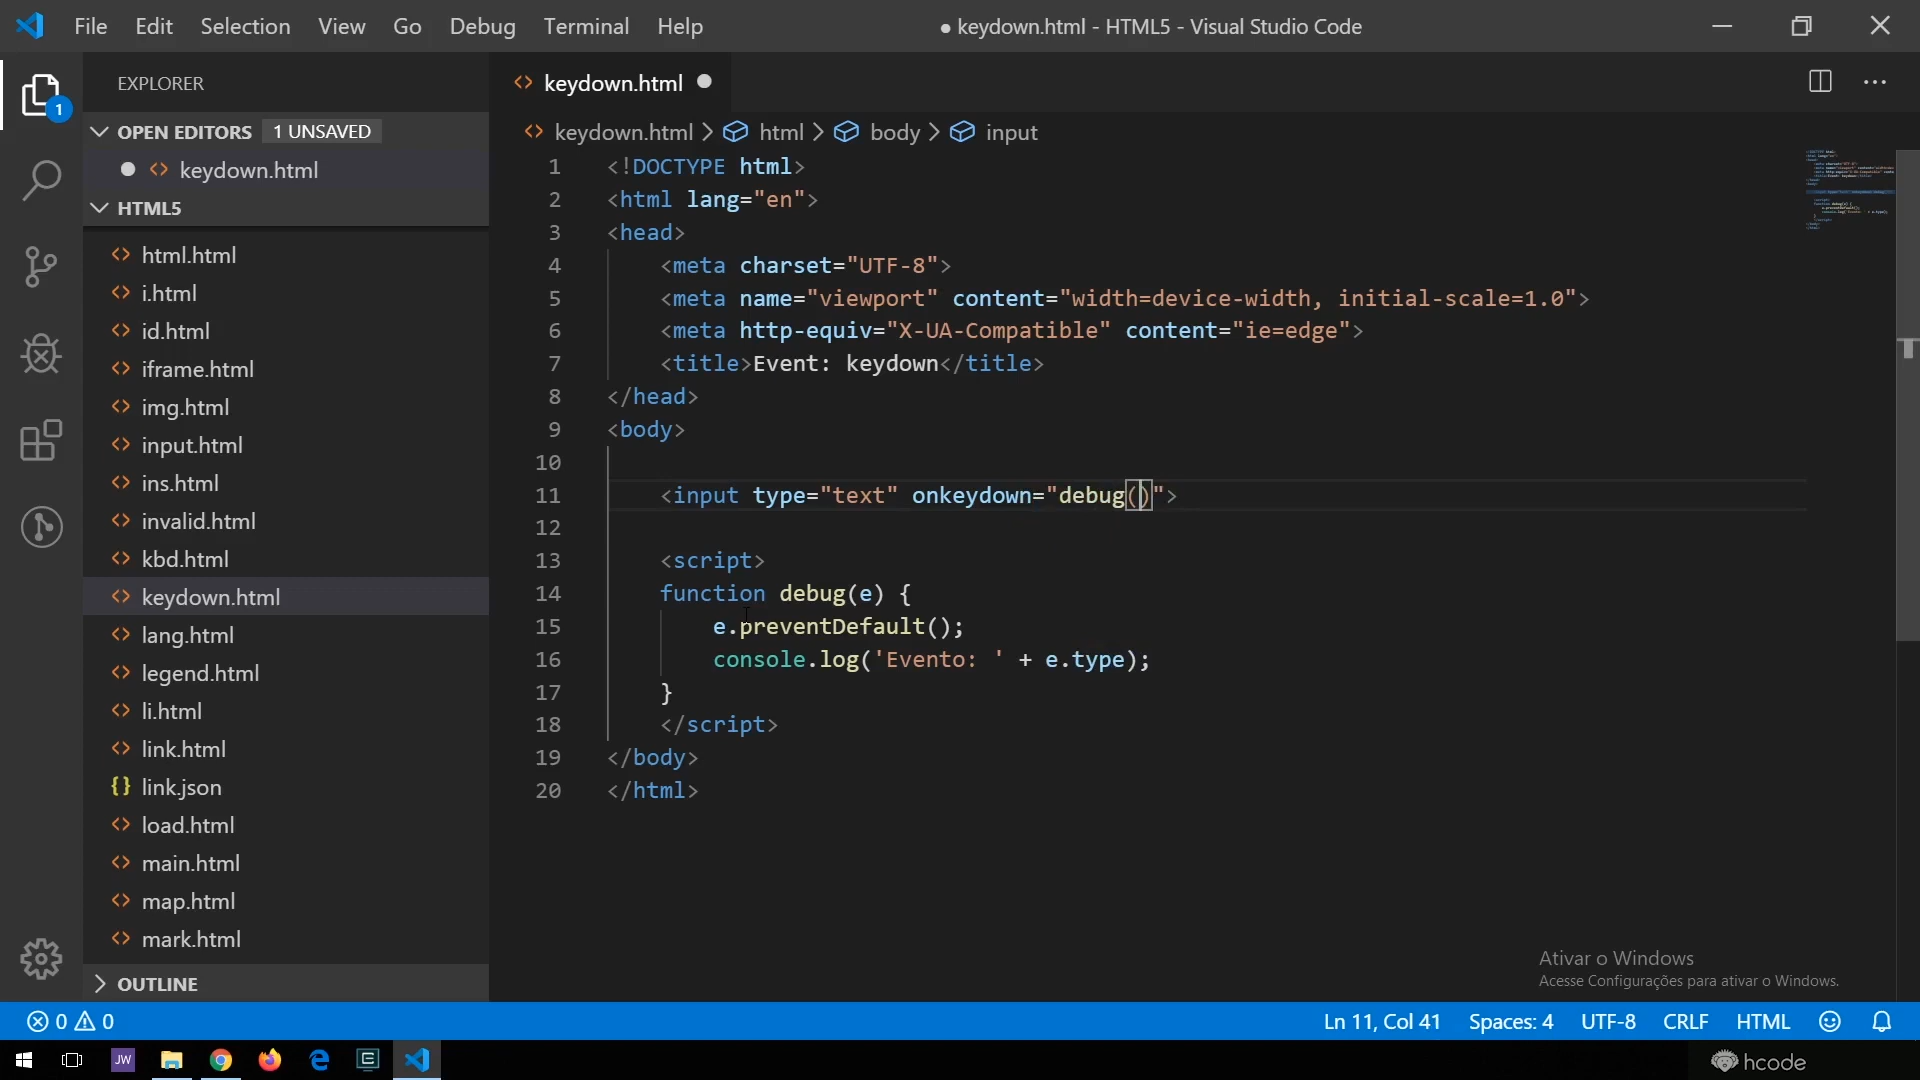 File Edit Selection View Go Debug Terminal Help
● keydown.html - HTML5 - Visual Studio Code
EXPLORER
OPEN EDITORS 1 UNSAVED
keydown.html
HTML5
html.html
i.html
id.html
iframe.html
img.html
input.html
ins.html
invalid.html
kbd.html
keydown.html
lang.html
legend.html
li.html
link.html
{} link.json
load.html
main.html
map.html
mark.html
OUTLINE
1
keydown.html
keydown.html > html > body > input
1 <!DOCTYPE html>
2 <html lang="en">
3 <head>
4 <meta charset="UTF-8">
5 <meta name="viewport" content="width=device-width, initial-scale=1.0">
6 <meta http-equiv="X-UA-Compatible" content="ie=edge">
7 <title>Event: keydown</title>
8 </head>
9 <body>
10
11 <input type="text" onkeydown="debug()">
12
13 <script>
14 function debug(e) {
15 e.preventDefault();
16 console.log('Evento: ' + e.type);
17 }
18 </script>
19 </body>
20 </html>
Ativar o Windows
Acesse Configurações para ativar o Windows.
0 0
Ln 11, Col 41 Spaces: 4 UTF-8 CRLF HTML
JW
hcode